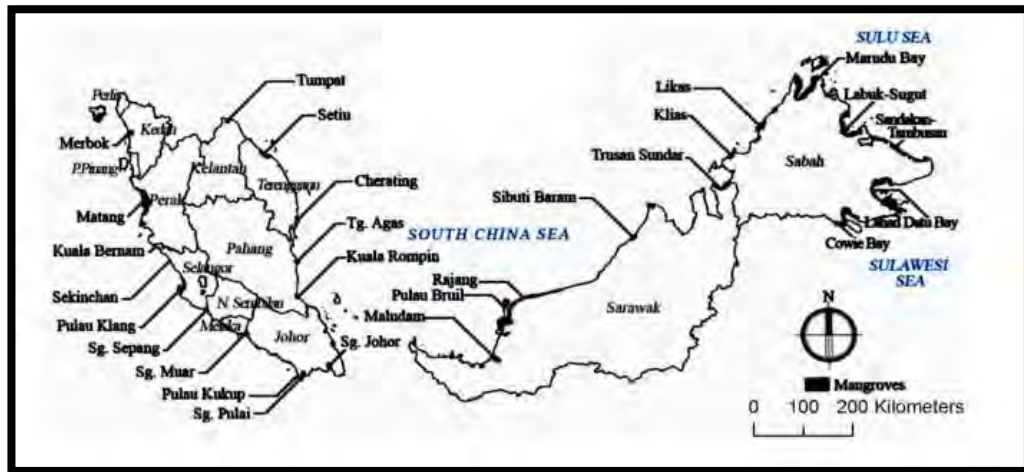 SULU SEA
Marudu Bay
Tumpat
Likas
Labuk-Sugut
Perlis
Setiu
Klias
Sandakan-
Tambusan
Merbok
Kedah
P.Pinang
Kelantan
Trusan Sundar
Sabah
Terengganu
Matang
Perak
Cherating
Sibuti Baram
Lahad Datu Bay
Tg. Agas
SOUTH CHINA SEA
Cowie Bay
Kuala Bernam
Pahang
Kuala Rompin
SULAWESI
SEA
Selangor
Rajang
Sekinchan
N. Sembilan
Pulau Bruil
N
Pulau Klang
Melaka
Maludam
Sarawak
Sg. Sepang
Johor
Sg. Johor
Sg. Muar
Pulau Kukup
Mangroves
Sg. Pulai
0 100 200 Kilometers